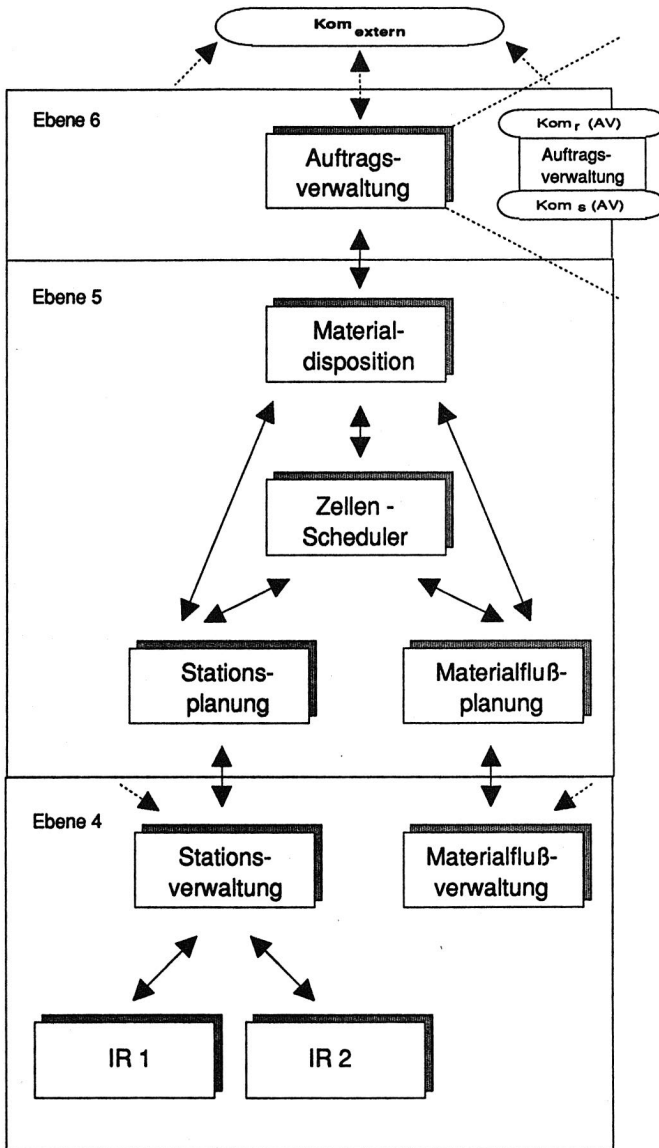 Kom extern
Ebene 6
Auftrags-
verwaltung
Kom r (AV)
Auftrags-
verwaltung
Kom s (AV)
Ebene 5
Material-
disposition
Zellen -
Scheduler
Stations-
planung
Materialfluß-
planung
Ebene 4
Stations-
verwaltung
Materialfluß-
verwaltung
IR 1
IR 2